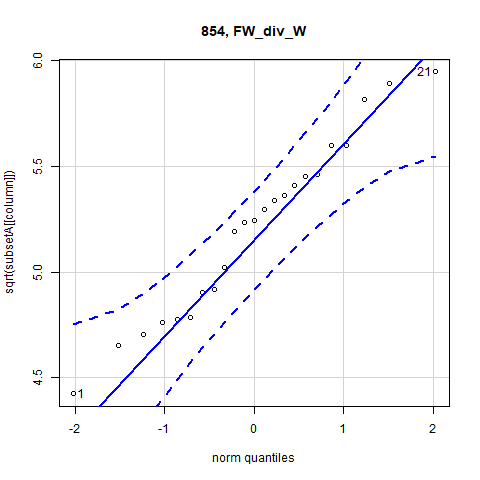 854, FW_div_W
sqrt(subsetA[[column]])
6.0
5.5
5.0
4.5
21
1
-2 -1 0 1 2
norm quantiles